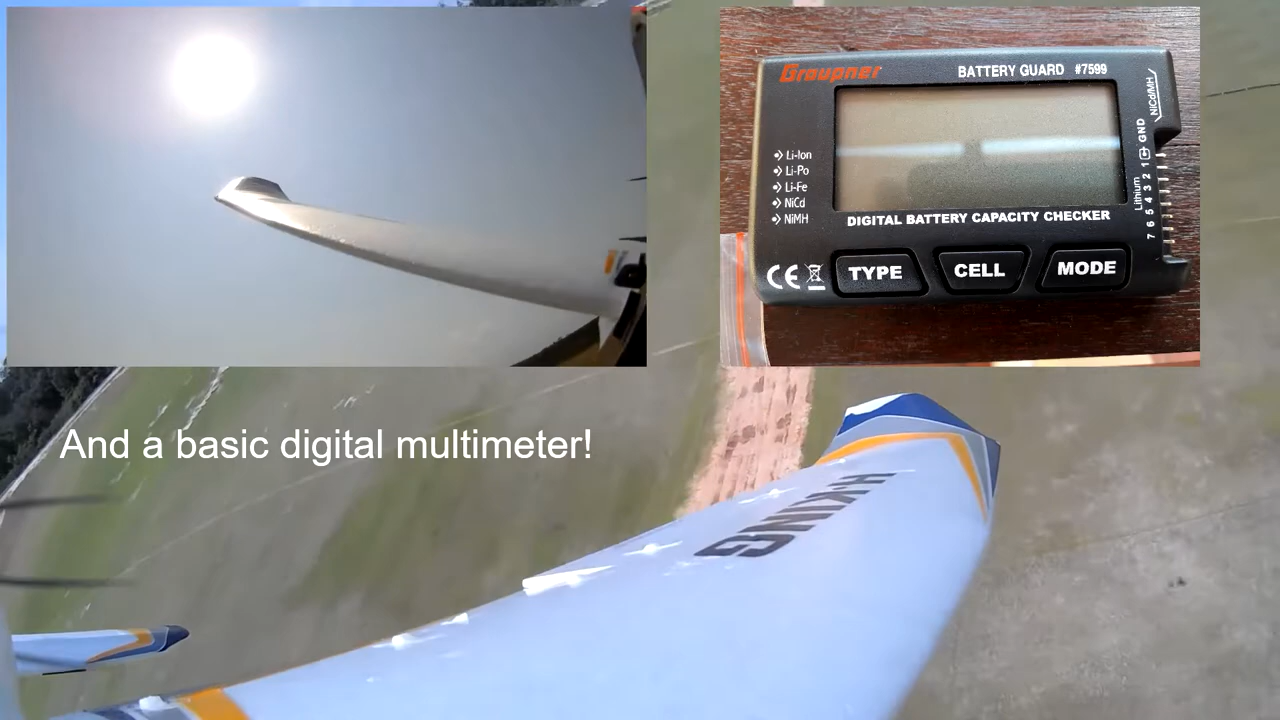 Graupner
BATTERY GUARD #7599
Li-Ion
Li-Po
Li-Fe
NiCd
NiMH
DIGITAL BATTERY CAPACITY CHECKER
CE
TYPE
CELL
MODE
NiCd/MH
GND
Lithium
7 6 5 4 3 2 1
And a basic digital multimeter!
H.KING